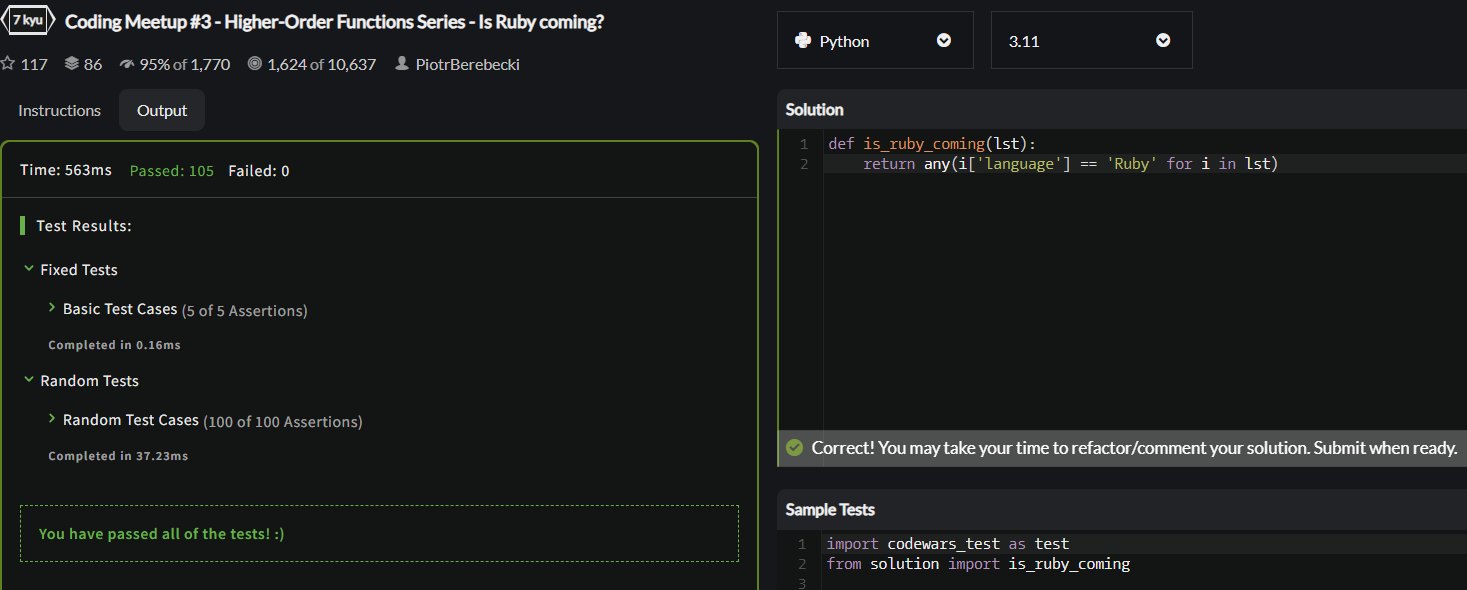 7 kyu Coding Meetup #3 - Higher-Order Functions Series - Is Ruby coming?
117 86 95% of 1,770 1,624 of 10,637 PiotrBerebecki
Instructions Output
Time: 563ms Passed: 105 Failed: 0
Test Results:
Fixed Tests
Basic Test Cases (5 of 5 Assertions)
Completed in 0.16ms
Random Tests
Random Test Cases (100 of 100 Assertions)
Completed in 37.23ms
You have passed all of the tests! :)
Python 3.11
Solution
1 def is_ruby_coming(lst):
2     return any(i['language'] == 'Ruby' for i in lst)
Correct! You may take your time to refactor/comment your solution. Submit when ready.
Sample Tests
1 import codewars_test as test
2 from solution import is_ruby_coming
3